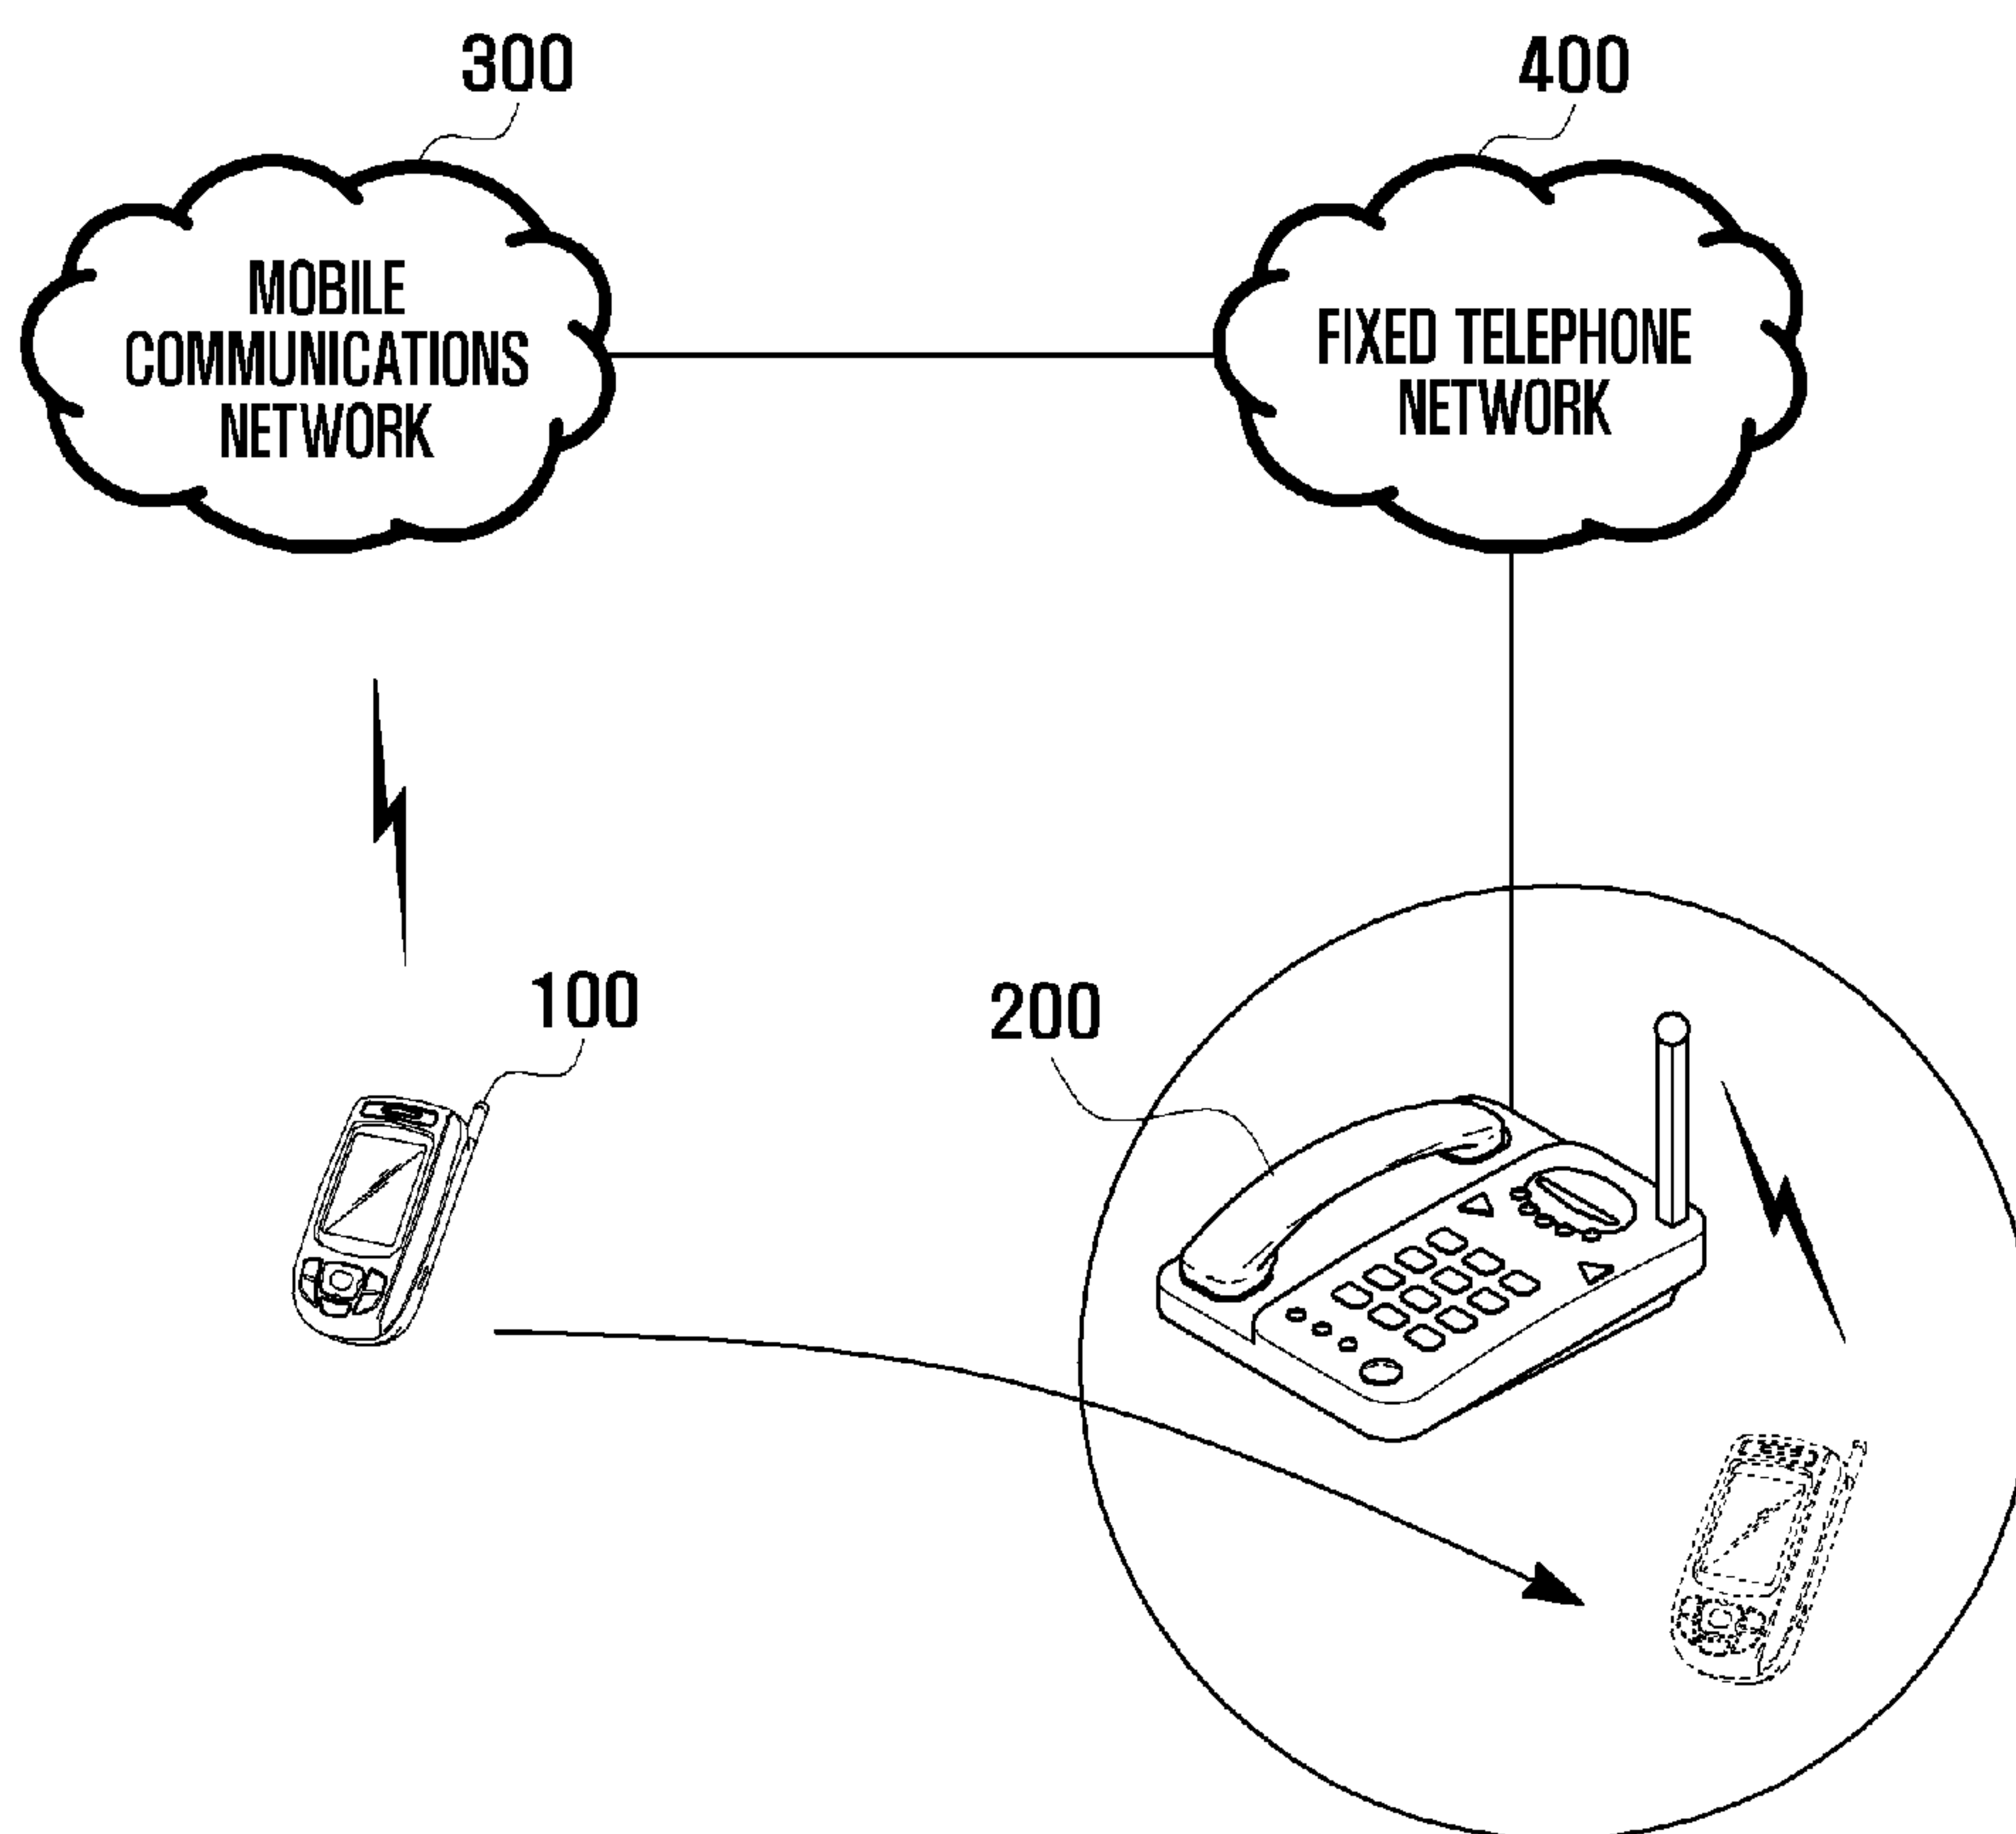 300
400
MOBILE
COMMUNICATIONS
NETWORK
FIXED TELEPHONE
NETWORK
100
200